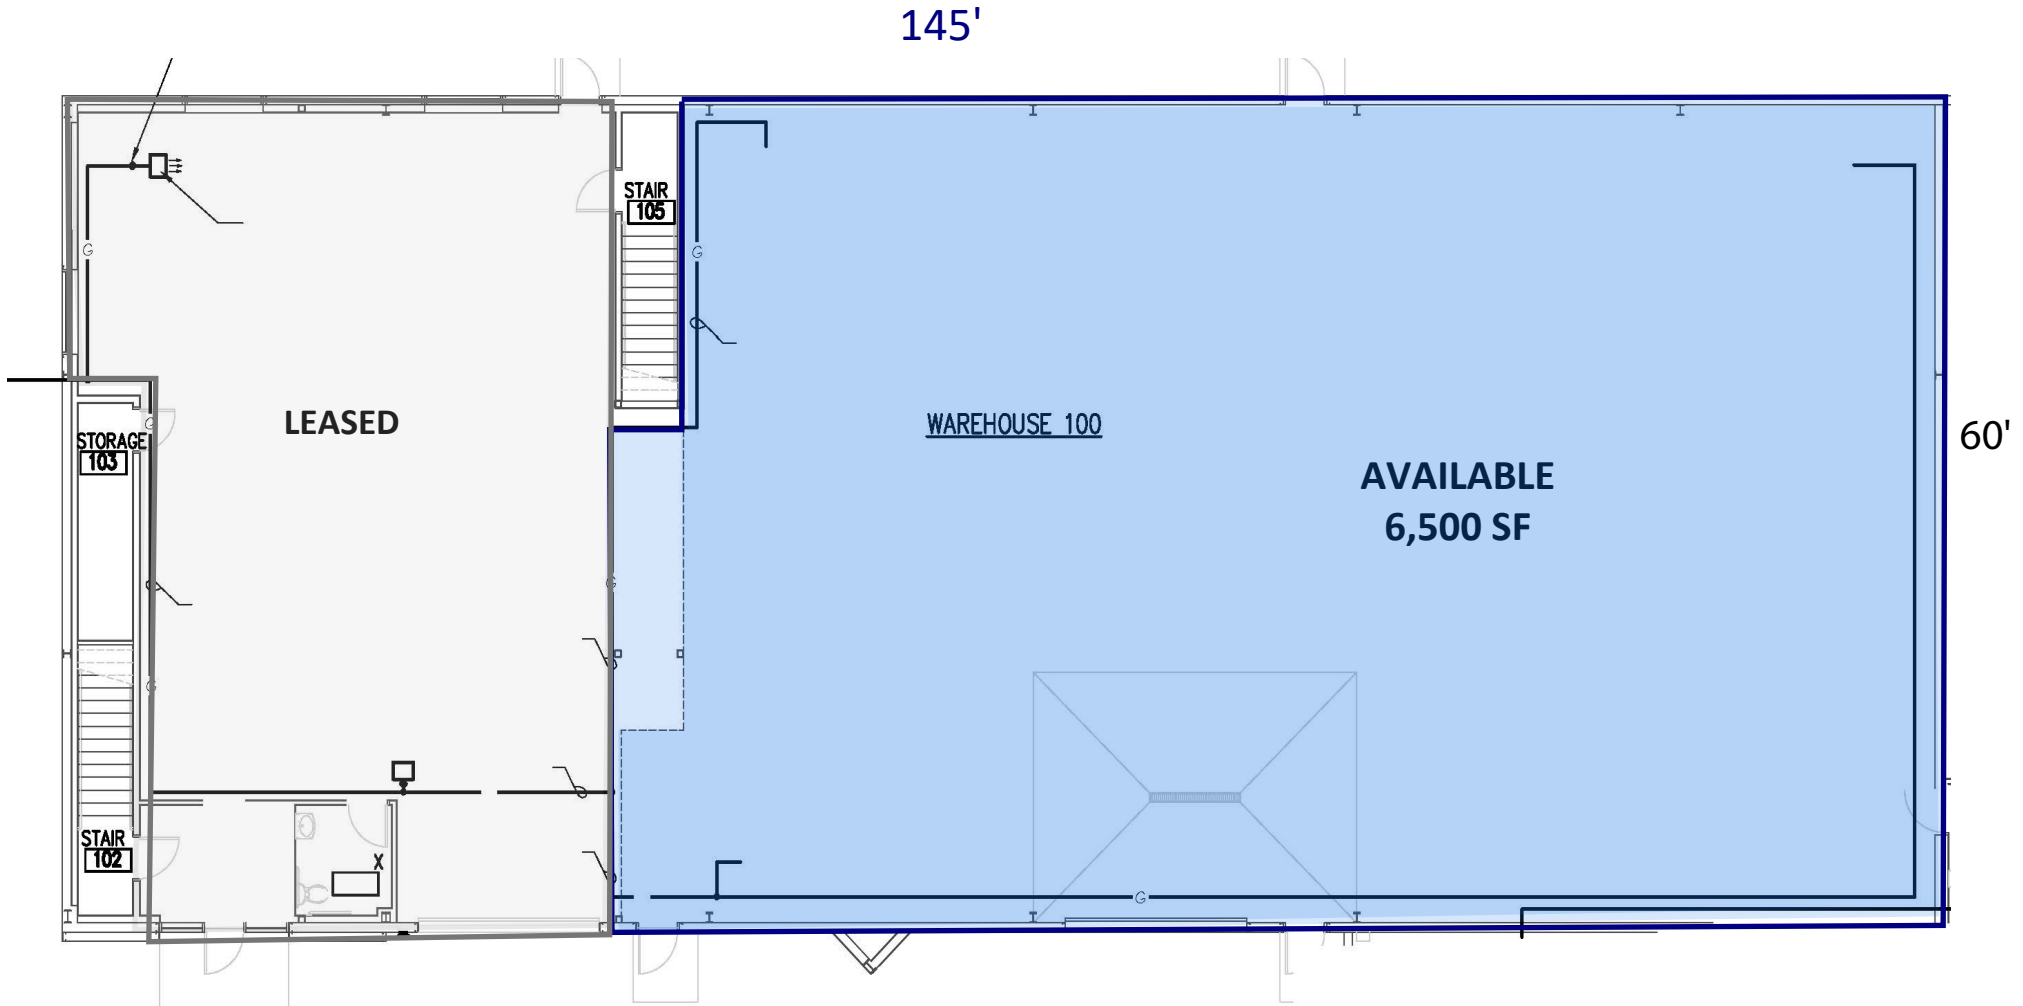 145'
STAIR
105
G
G
LEASED
WAREHOUSE 100
60'
G
STORAGE
103
AVAILABLE
6,500 SF
G
G
STAIR
102
X
G